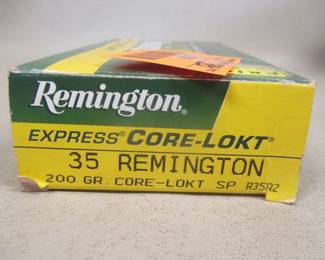 Remington.
EXPRESS® CORE-LOKT®
35 REMINGTON
200 GR. CORE-LOKT SP R35R2